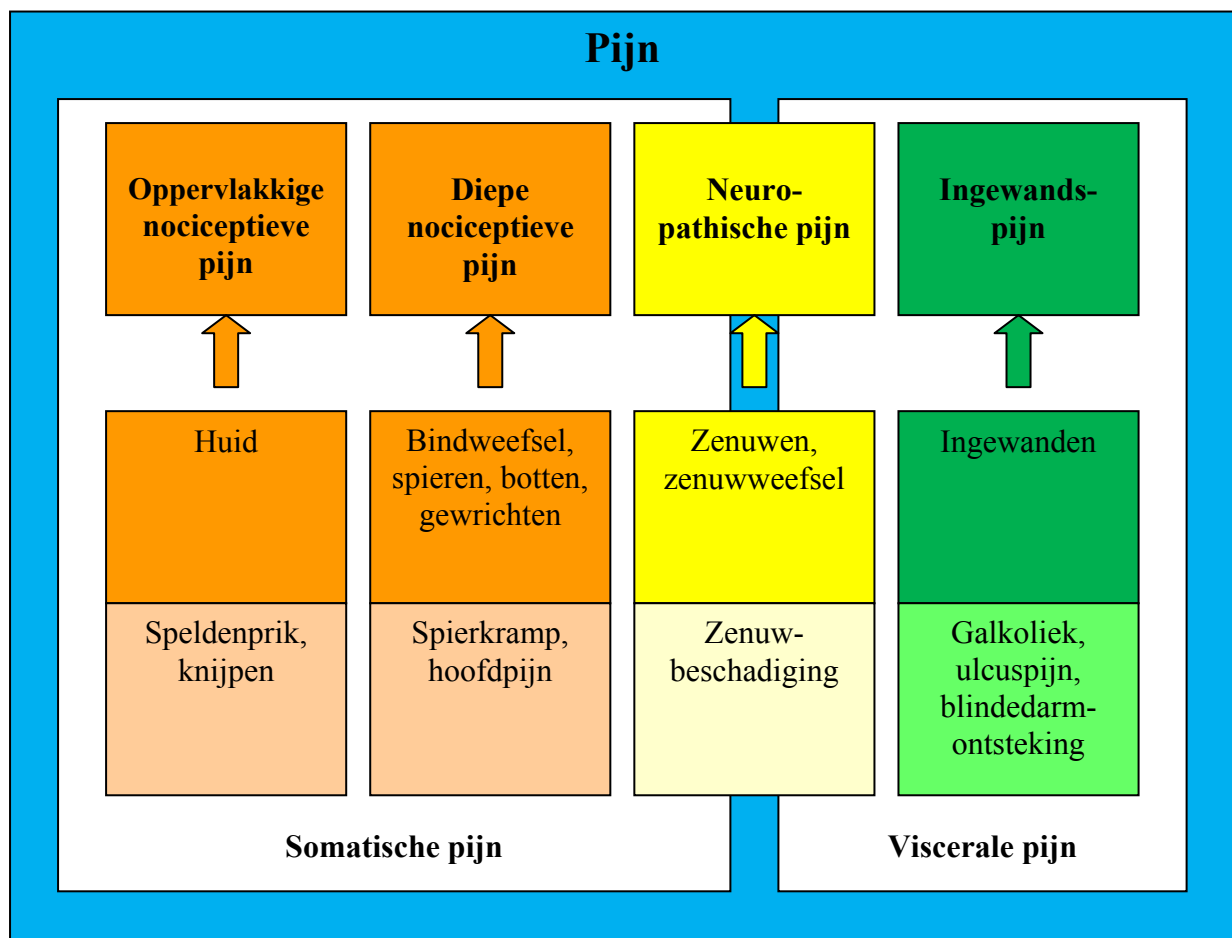 Pijn
Oppervlakkige
nociceptieve
pijn
Diepe
nociceptieve
pijn
Neuro-
pathische pijn
Ingewands-
pijn
Huid
Bindweefsel,
spieren, botten,
gewrichten
Zenuwen,
zenuwweefsel
Ingewanden
Speldenprik,
knijpen
Spierkramp,
hoofdpijn
Zenuw-
beschadiging
Galkoliek,
ulcuspijn,
blindedarm-
ontsteking
Somatische pijn
Viscerale pijn